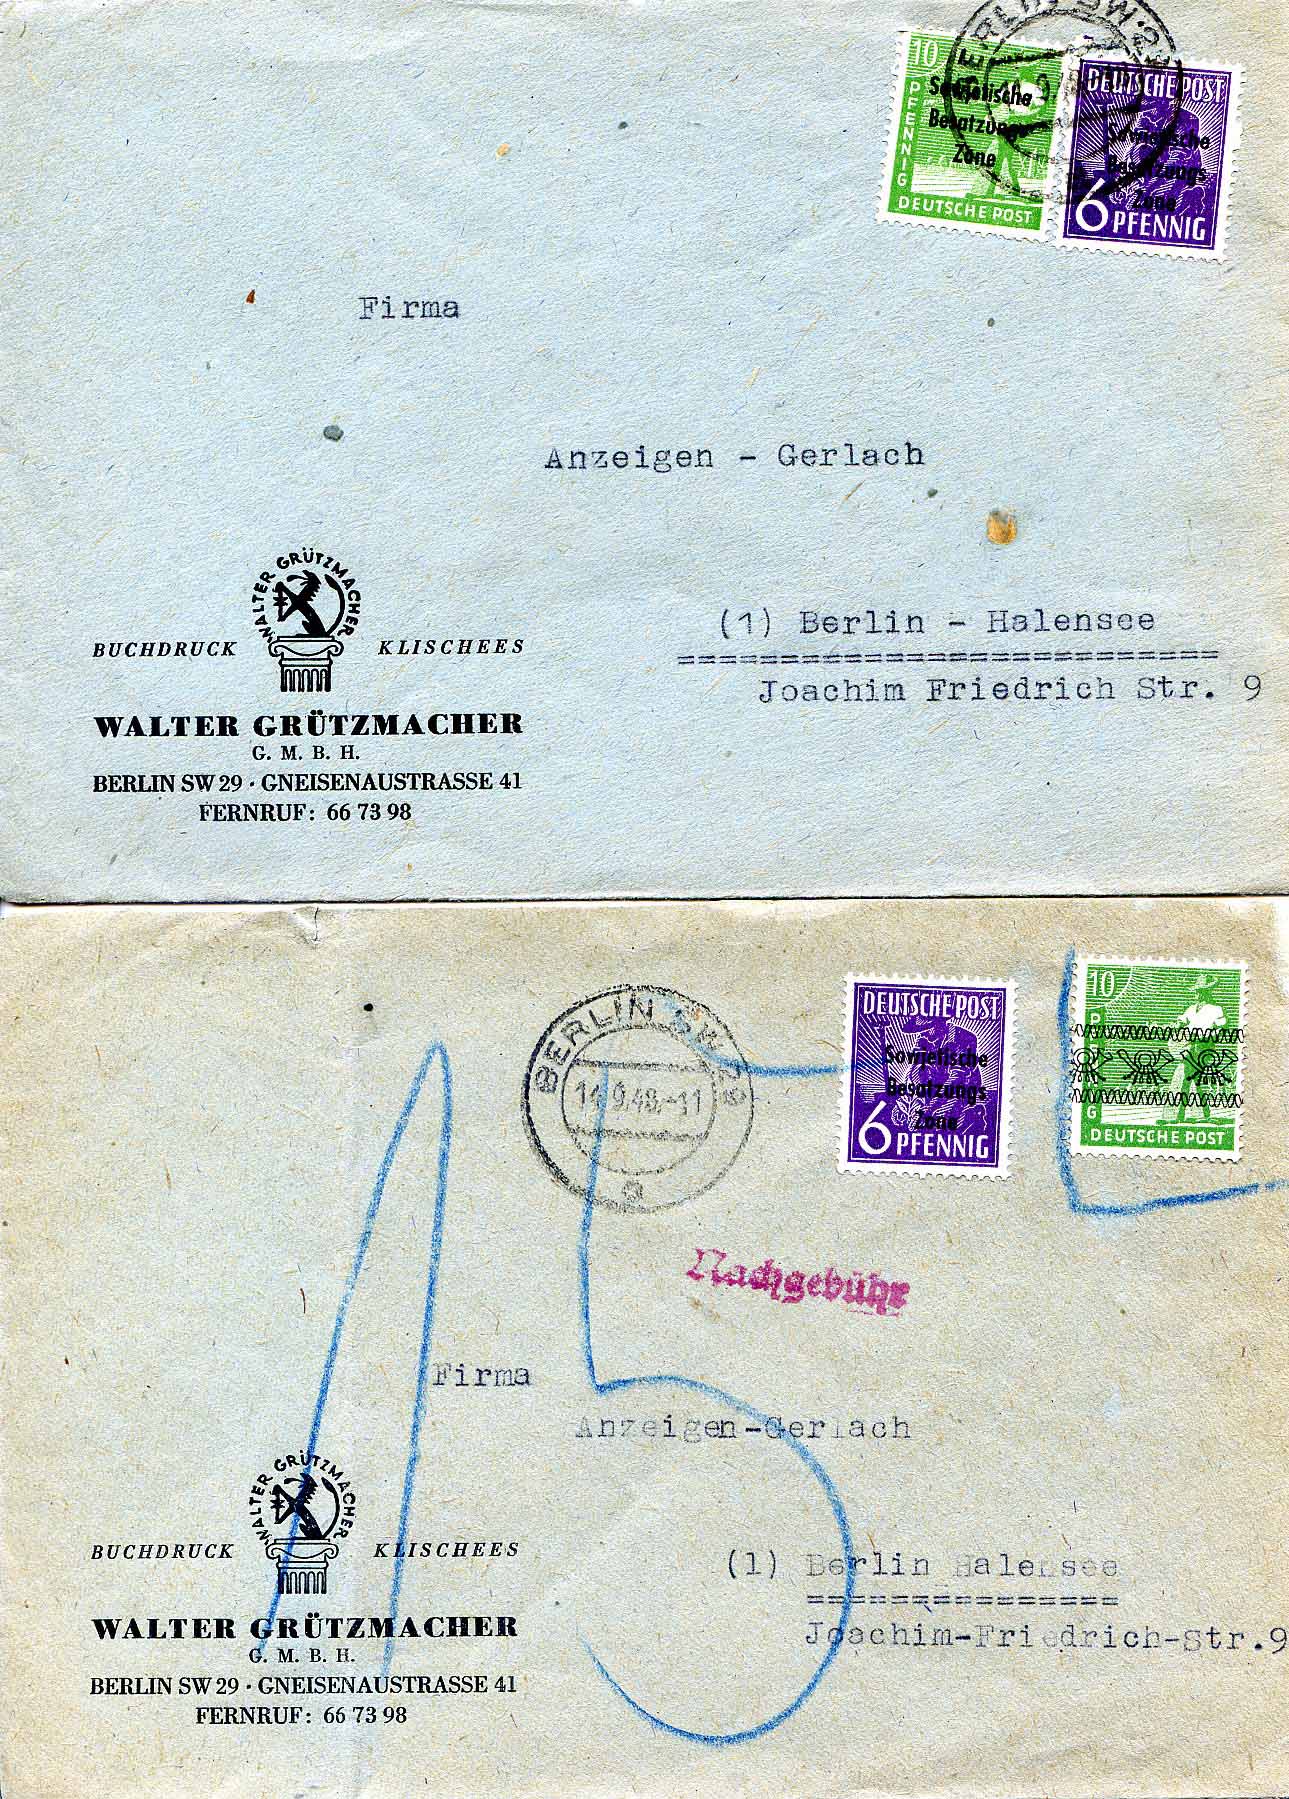 BERLIN SW 29
10
PFENNIG
Sowjetische
Besatzungs
Zone
DEUTSCHE POST
DEUTSCHE POST
Sowjetische
Besatzungs
Zone
6 PFENNIG
Firma
Anzeigen - Gerlach
(1) Berlin - Halensee
===========================
Joachim Friedrich Str. 9
WALTER GRÜTZMACHER
BUCHDRUCK KLISCHEES
WALTER GRÜTZMACHER
G. M. B. H.
BERLIN SW 29 · GNEISENAUSTRASSE 41
FERNRUF: 66 73 98
BERLIN SW 29
9.48.-11
a
DEUTSCHE POST
Sowjetische
Besatzungs
Zone
6 PFENNIG
10
P
G
DEUTSCHE POST
15
Nachgebühr
Firma
Anzeigen-Gerlach
(1) Berlin Halensee
================
Joachim-Friedrich-Str.9
WALTER GRÜTZMACHER
BUCHDRUCK KLISCHEES
WALTER GRÜTZMACHER
G. M. B. H.
BERLIN SW 29 · GNEISENAUSTRASSE 41
FERNRUF: 66 73 98